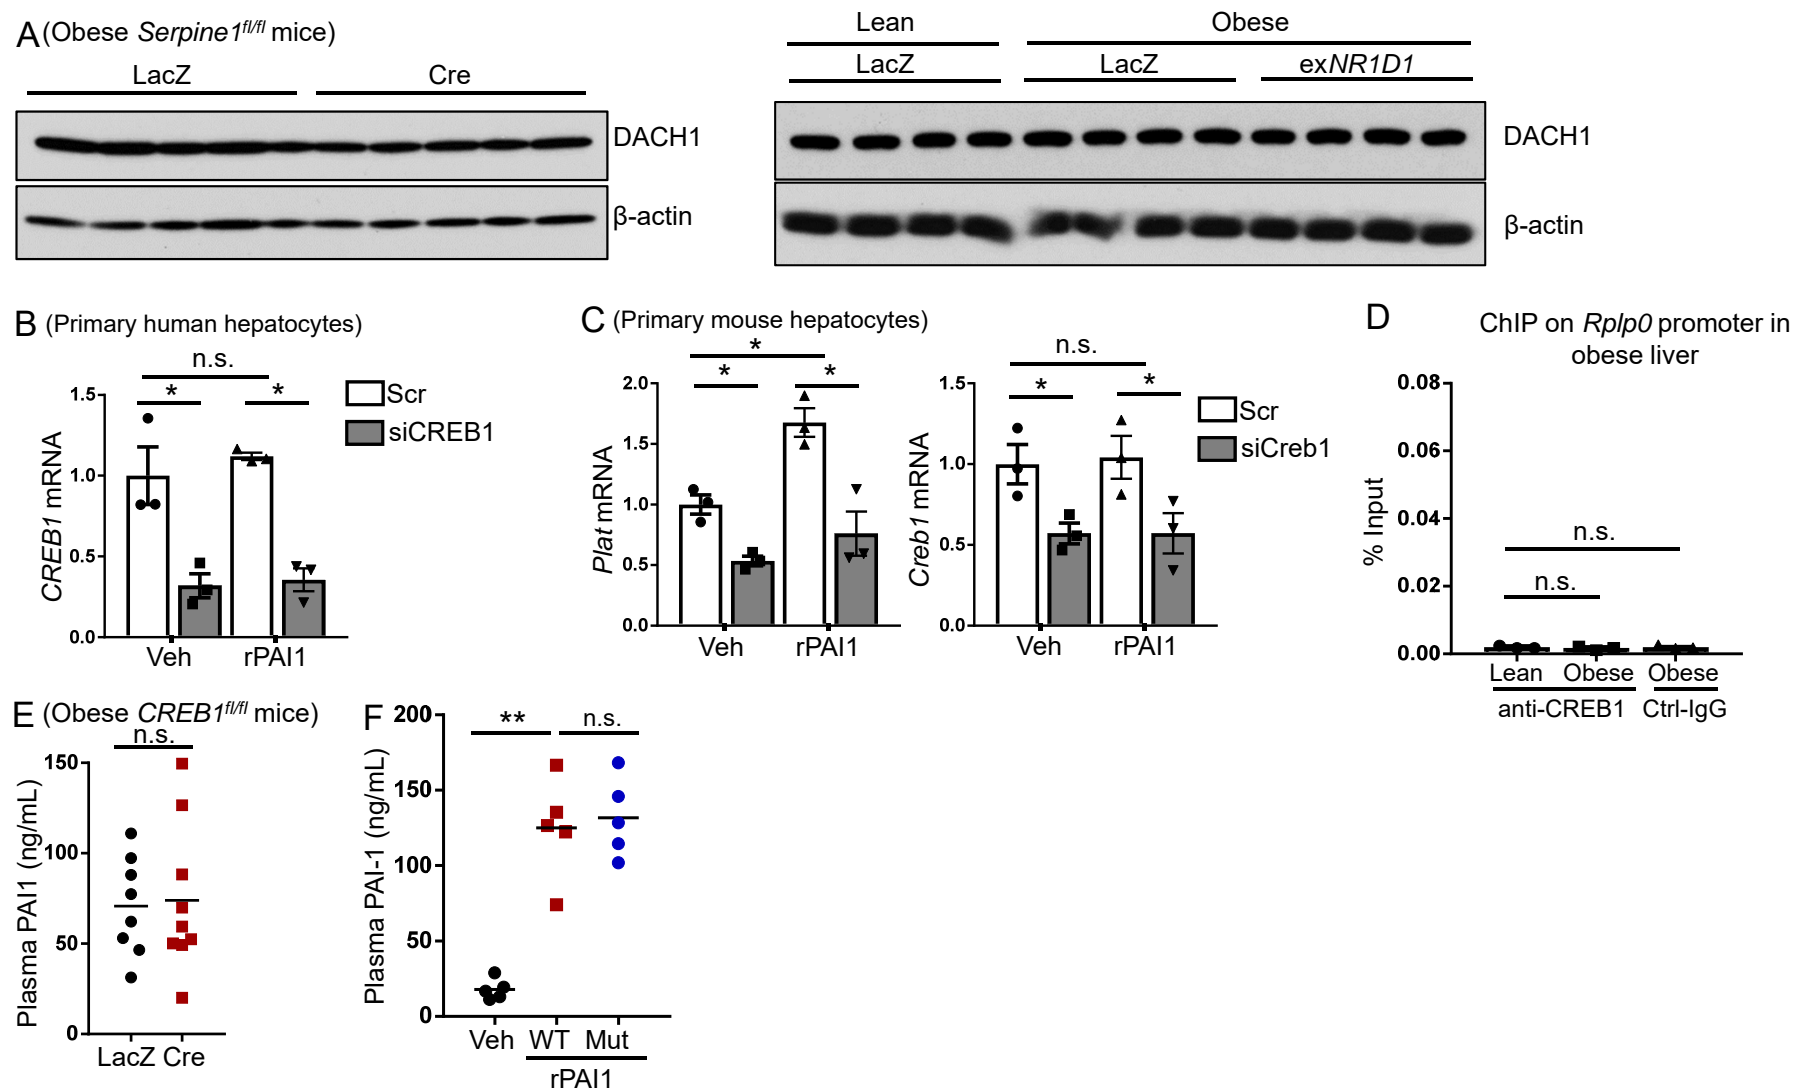 A (Obese Serpine1fl/fl mice)
LacZ Cre
DACH1
β-actin
Lean Obese
LacZ LacZ exNR1D1
DACH1
β-actin
B (Primary human hepatocytes)
n.s.
* *
Scr
siCREB1
CREB1 mRNA
1.5
1.0
0.5
0.0
Veh rPAI1
C (Primary mouse hepatocytes)
*
* *
Plat mRNA
2.0
1.5
1.0
0.5
0.0
Veh rPAI1
n.s.
* *
Scr
siCreb1
Creb1 mRNA
1.5
1.0
0.5
0.0
Veh rPAI1
D
ChIP on Rplp0 promoter in
obese liver
% Input
0.08
0.06
0.04
0.02
0.00
n.s.
n.s.
Lean Obese Obese
anti-CREB1 Ctrl-IgG
E (Obese CREB1fl/fl mice)
n.s.
Plasma PAI1 (ng/mL)
150
100
50
0
LacZ Cre
F
** n.s.
Plasma PAI-1 (ng/mL)
200
150
100
50
0
Veh WT Mut
rPAI1